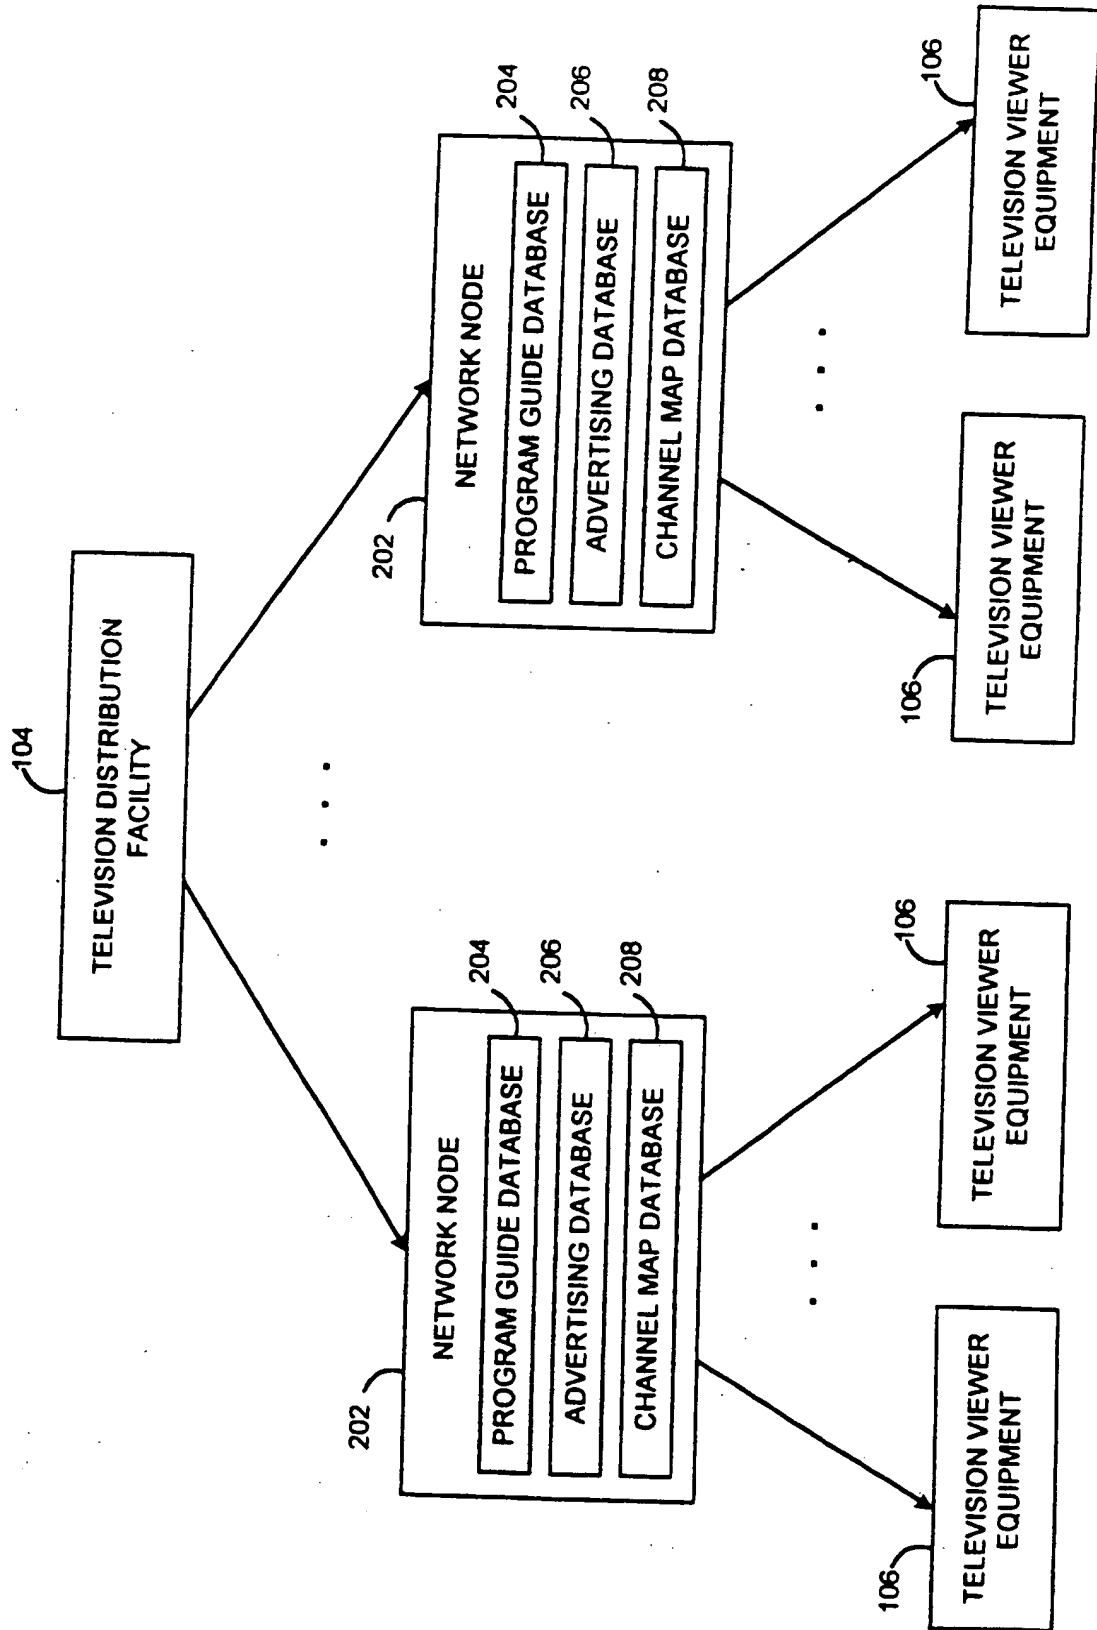 104
TELEVISION DISTRIBUTION
FACILITY
202
NETWORK NODE
PROGRAM GUIDE DATABASE
204
ADVERTISING DATABASE
206
CHANNEL MAP DATABASE
208
202
NETWORK NODE
PROGRAM GUIDE DATABASE
204
ADVERTISING DATABASE
206
CHANNEL MAP DATABASE
208
106
TELEVISION VIEWER
EQUIPMENT
106
TELEVISION VIEWER
EQUIPMENT
106
TELEVISION VIEWER
EQUIPMENT
106
TELEVISION VIEWER
EQUIPMENT